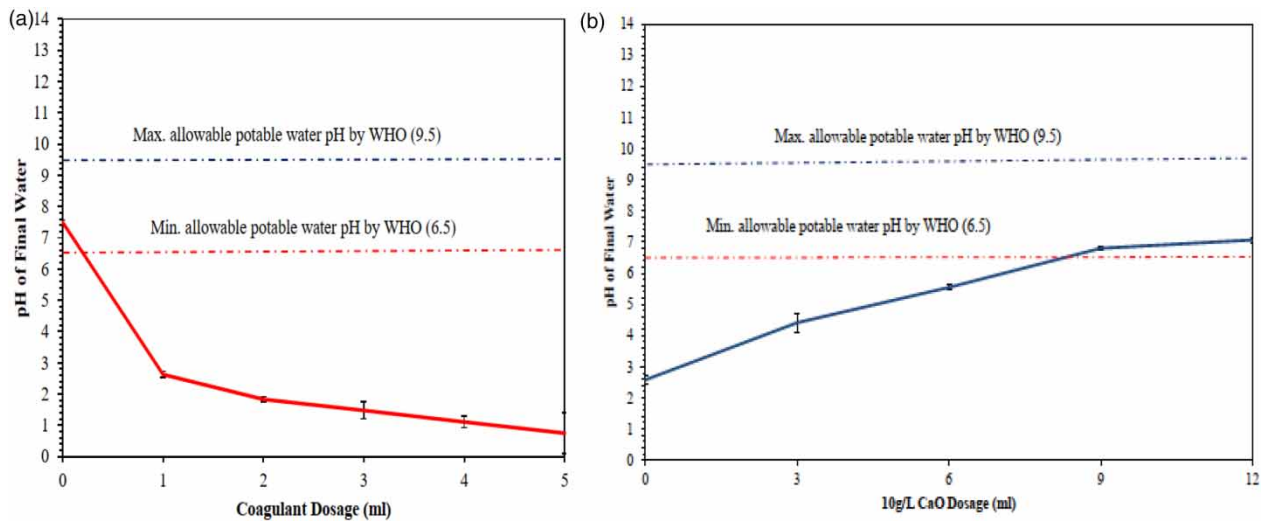 (a)
14
13
12
11
10
9
8
7
6
5
4
3
2
1
0
pH of Final Water
Max. allowable potable water pH by WHO (9.5)
Min. allowable potable water pH by WHO (6.5)
0 1 2 3 4 5
Coagulant Dosage (ml)
(b)
14
13
12
11
10
9
8
7
6
5
4
3
2
1
0
pH of Final Water
Max. allowable potable water pH by WHO (9.5)
Min. allowable potable water pH by WHO (6.5)
0 3 6 9 12
10g/L CaO Dosage (ml)